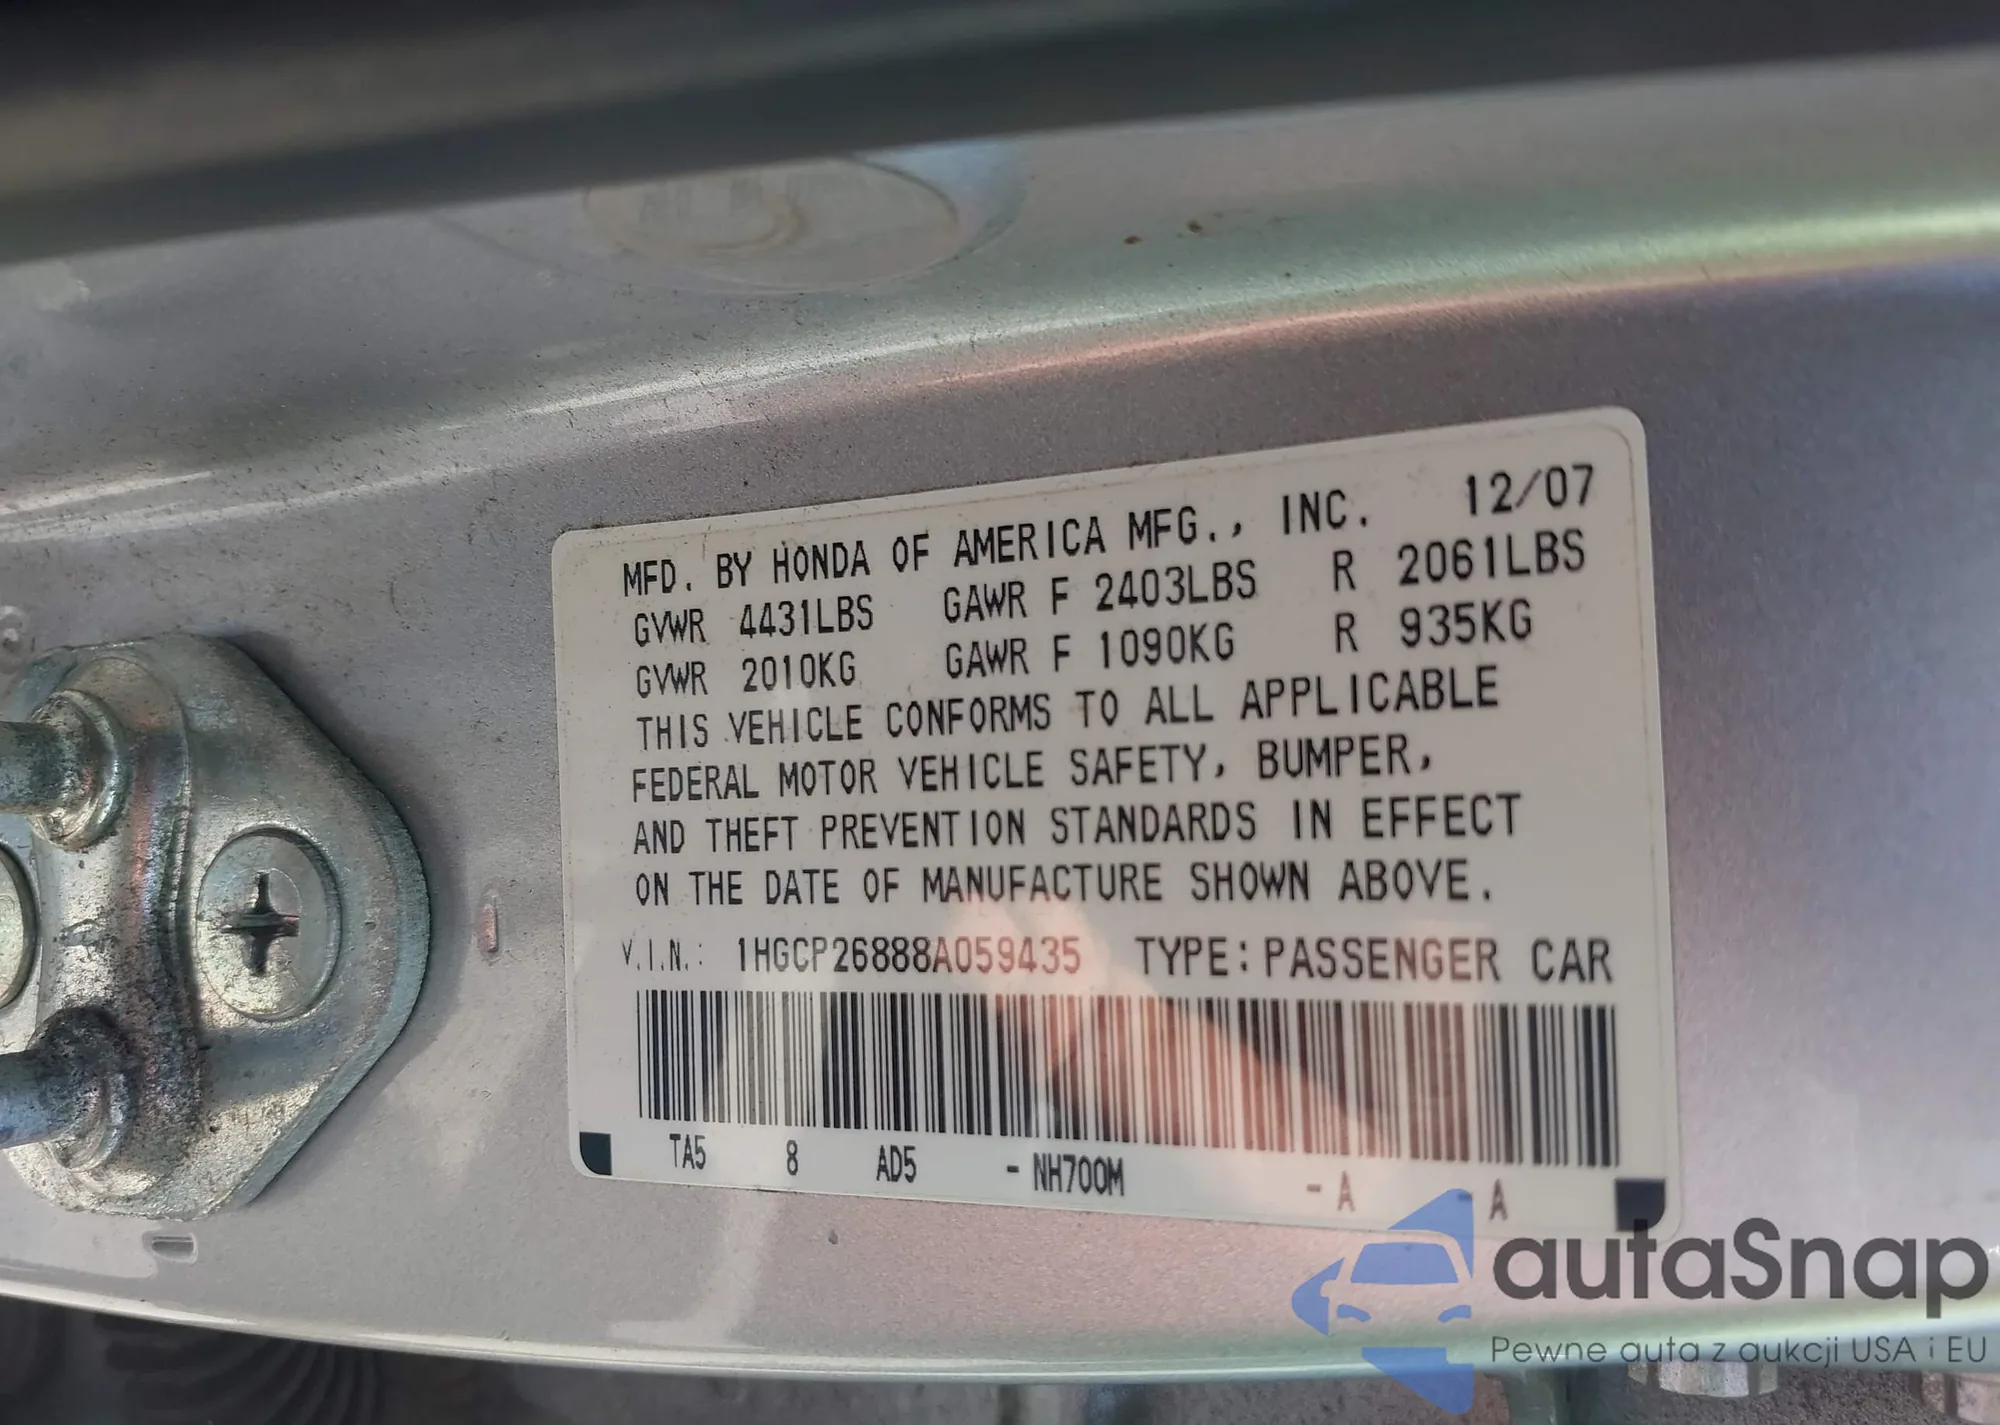 MFD. BY HONDA OF AMERICA MFG., INC. 12/07
GVWR 4431LBS GAWR F 2403LBS R 2061LBS
GVWR 2010KG GAWR F 1090KG R 935KG
THIS VEHICLE CONFORMS TO ALL APPLICABLE
FEDERAL MOTOR VEHICLE SAFETY, BUMPER,
AND THEFT PREVENTION STANDARDS IN EFFECT
ON THE DATE OF MANUFACTURE SHOWN ABOVE.
V.I.N.: 1HGCP26888A059435 TYPE: PASSENGER CAR
TA5 8 AD5 - NH700M - A - A
autaSnap
Pewne auta z aukcji USA i EU